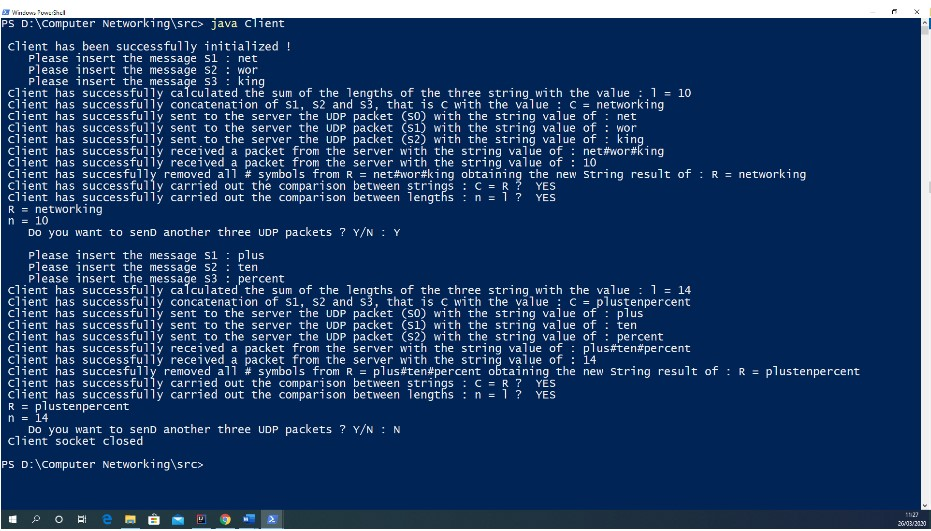 Windows PowerShell
PS D:\Computer Networking\src> java Client
Client has been successfully initialized !
Please insert the message S1 : net
Please insert the message S2 : wor
Please insert the message S3 : king
Client has successfully calculated the sum of the lengths of the three string with the value : l = 10
Client has successfully concatenation of S1, S2 and S3, that is C with the value : C = networking
Client has successfully sent to the server the UDP packet (S0) with the string value of : net
Client has successfully sent to the server the UDP packet (S1) with the string value of : wor
Client has successfully sent to the server the UDP packet (S2) with the string value of : king
Client has successfully received a packet from the server with the string value of : net#wor#king
Client has successfully received a packet from the server with the string value of : 10
Client has succesfully removed all # symbols from R = net#wor#king obtaining the new String result of : R = networking
Client has successfully carried out the comparison between strings : C = R ?  YES
Client has successfully carried out the comparison between lengths : n = l ?  YES
R = networking
n = 10
Do you want to senD another three UDP packets ? Y/N : Y
Please insert the message S1 : plus
Please insert the message S2 : ten
Please insert the message S3 : percent
Client has successfully calculated the sum of the lengths of the three string with the value : l = 14
Client has successfully concatenation of S1, S2 and S3, that is C with the value : C = plustenpercent
Client has successfully sent to the server the UDP packet (S0) with the string value of : plus
Client has successfully sent to the server the UDP packet (S1) with the string value of : ten
Client has successfully sent to the server the UDP packet (S2) with the string value of : percent
Client has successfully received a packet from the server with the string value of : plus#ten#percent
Client has successfully received a packet from the server with the string value of : 14
Client has succesfully removed all # symbols from R = plus#ten#percent obtaining the new String result of : R = plustenpercent
Client has successfully carried out the comparison between strings : C = R ?  YES
Client has successfully carried out the comparison between lengths : n = l ?  YES
R = plustenpercent
n = 14
Do you want to senD another three UDP packets ? Y/N : N
Client socket closed
PS D:\Computer Networking\src>
11:27
26/03/2020